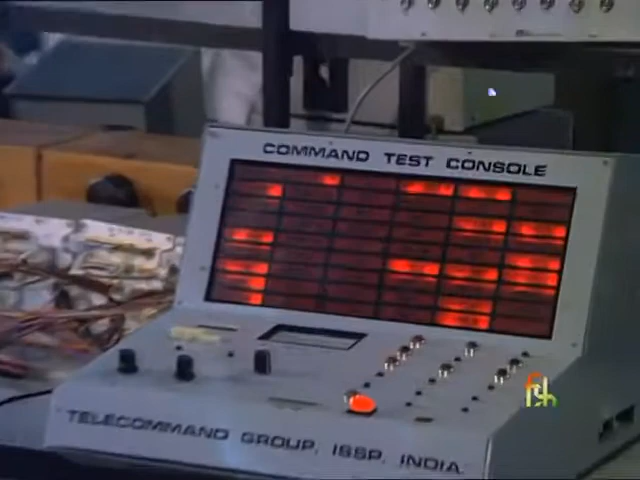 COMMAND TEST CONSOLE
TELECOMMAND GROUP, ISSP, INDIA